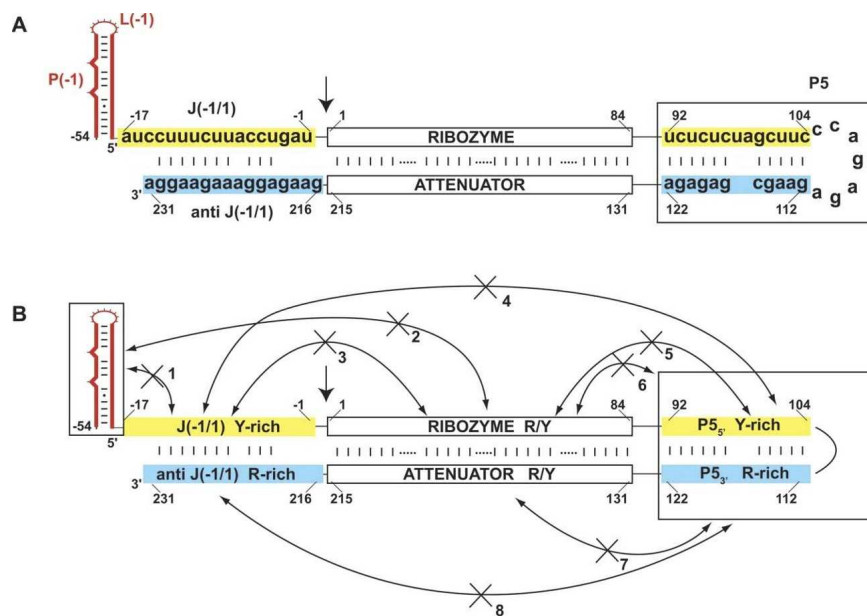 A
L(-1)
P(-1)
P5
-17 J(-1/1) -1 1 84 92 104
-54 auccuuucuuaccugau RIBOZYME ucucucuagcuuc c c a g a g a
5'
3' aggaagaaaggagaag ATTENUATOR agagag cgaag
231 anti J(-1/1) 216 215 131 122 112
B
4
2
3
5
1
6
-17 -1 1 84 92 104
-54 J(-1/1) Y-rich RIBOZYME R/Y P5 5' Y-rich
5'
3' anti J(-1/1) R-rich ATTENUATOR R/Y P5 3' R-rich
231 216 215 131 122 112
7
8